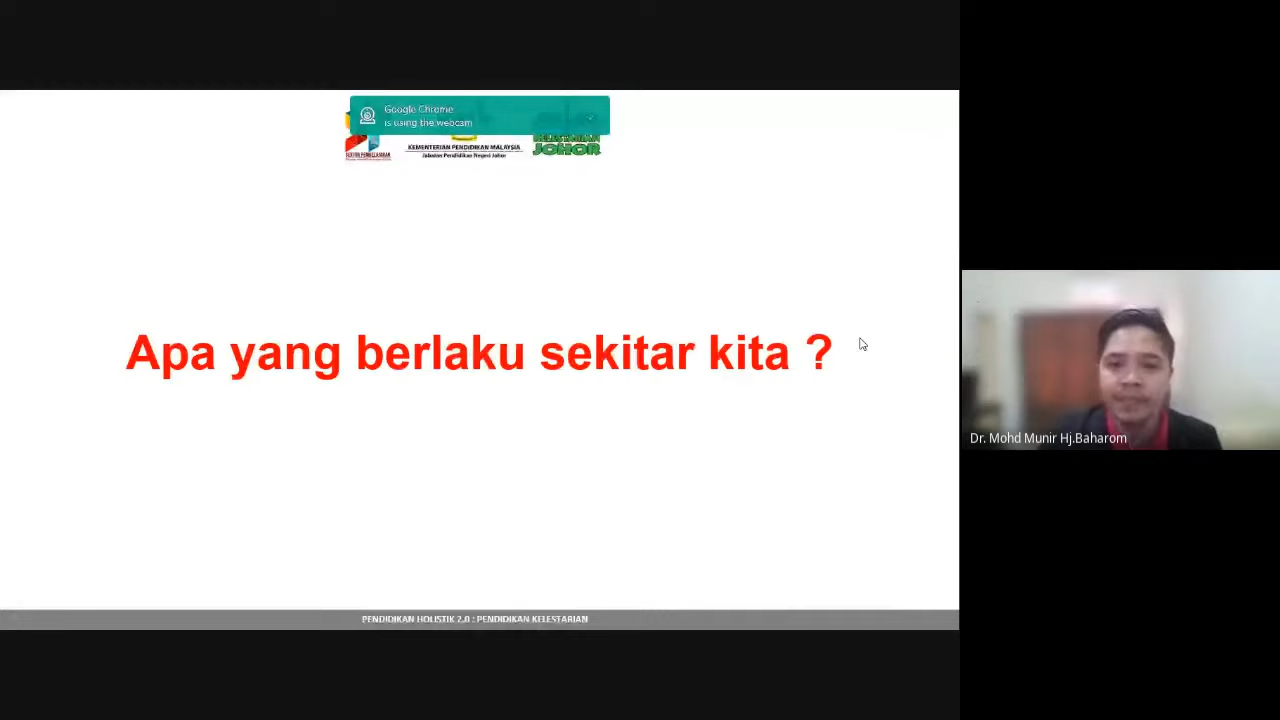 Google Chrome
is using the webcam
KEMENTERIAN PENDIDIKAN MALAYSIA
Jabatan Pendidikan Negeri Johor
KELESTARIAN
JOHOR
Apa yang berlaku sekitar kita ?
Dr. Mohd Munir Hj.Baharom
PENDIDIKAN HOLISTIK 2.0 : PENDIDIKAN KELESTARIAN